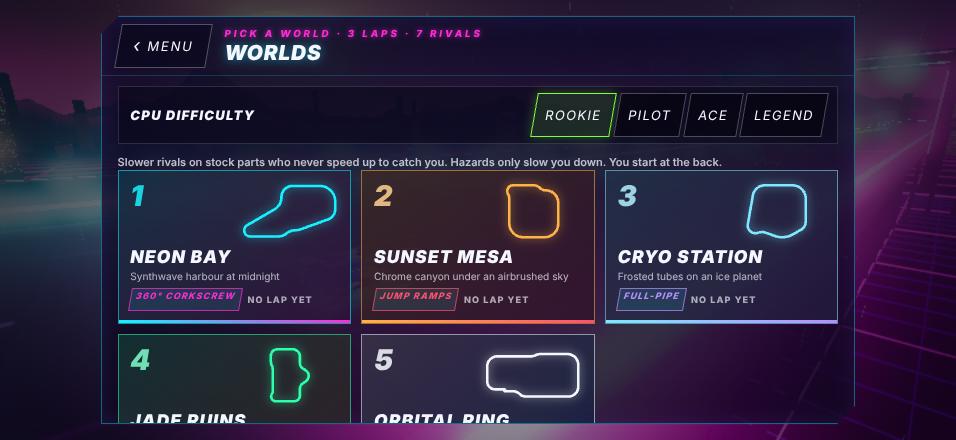 PICK A WORLD · 3 LAPS · 7 RIVALS
‹ MENU
WORLDS
CPU DIFFICULTY
ROOKIE
PILOT
ACE
LEGEND
Slower rivals on stock parts who never speed up to catch you. Hazards only slow you down. You start at the back.
1
NEON BAY
Synthwave harbour at midnight
360° CORKSCREW
NO LAP YET
2
SUNSET MESA
Chrome canyon under an airbrushed sky
JUMP RAMPS
NO LAP YET
3
CRYO STATION
Frosted tubes on an ice planet
FULL-PIPE
NO LAP YET
4
JADE RUINS
5
ORBITAL RING